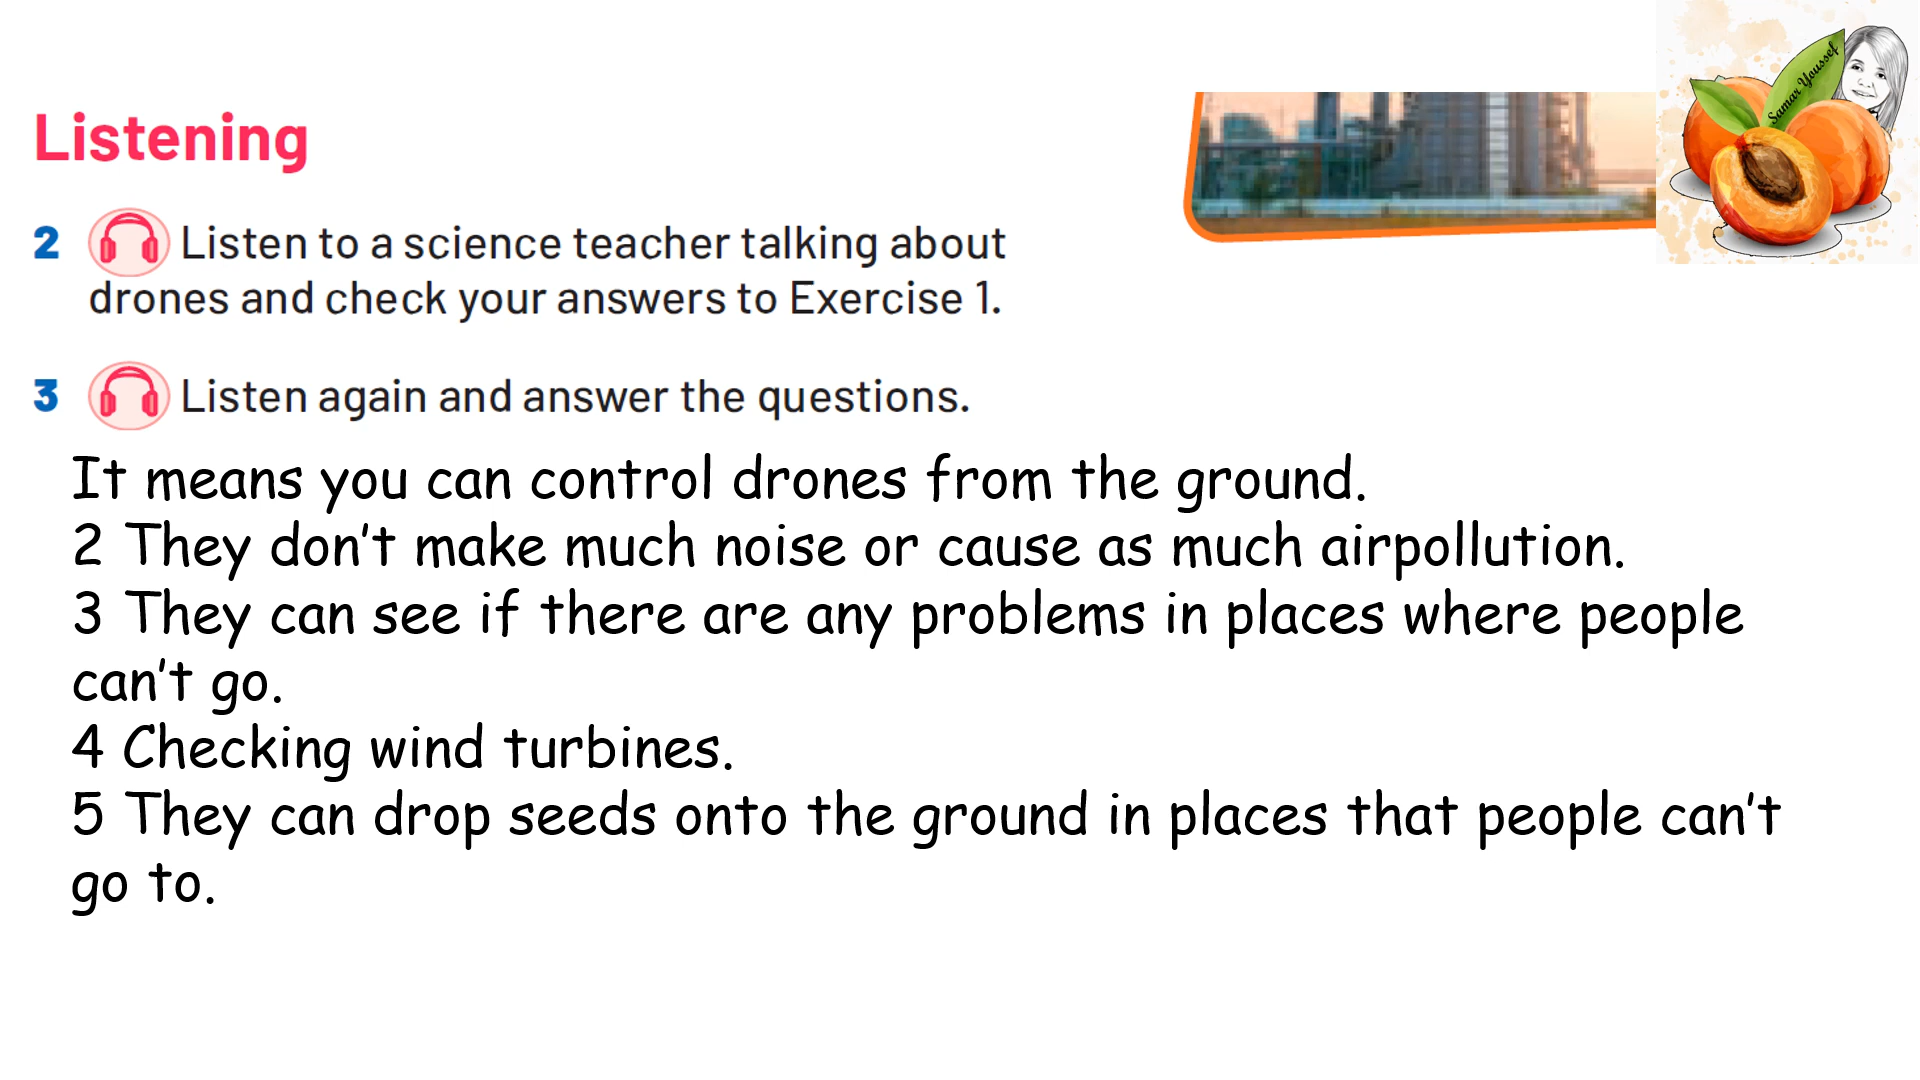 Samar Youssef
Listening
2 Listen to a science teacher talking about
drones and check your answers to Exercise 1.
3 Listen again and answer the questions.
It means you can control drones from the ground.
2 They don't make much noise or cause as much airpollution.
3 They can see if there are any problems in places where people
can't go.
4 Checking wind turbines.
5 They can drop seeds onto the ground in places that people can't
go to.